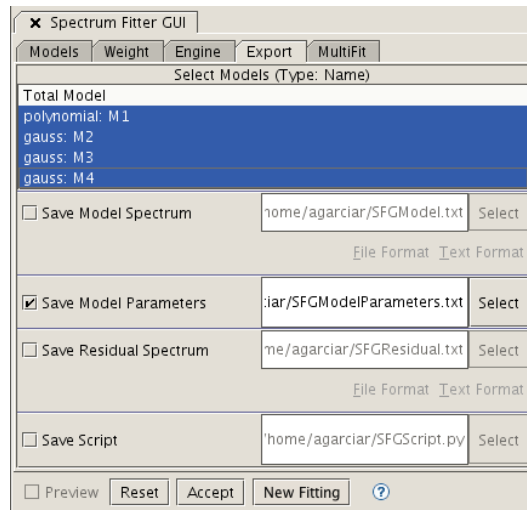 × Spectrum Fitter GUI
Models Weight Engine Export MultiFit
Select Models (Type: Name)
Total Model
polynomial: M1
gauss: M2
gauss: M3
gauss: M4
Save Model Spectrum home/agarciar/SFGModel.txt Select
File Format Text Format
Save Model Parameters :iar/SFGModelParameters.txt Select
Save Residual Spectrum me/agarciar/SFGResidual.txt Select
File Format Text Format
Save Script /home/agarciar/SFGScript.py Select
Preview Reset Accept New Fitting ?